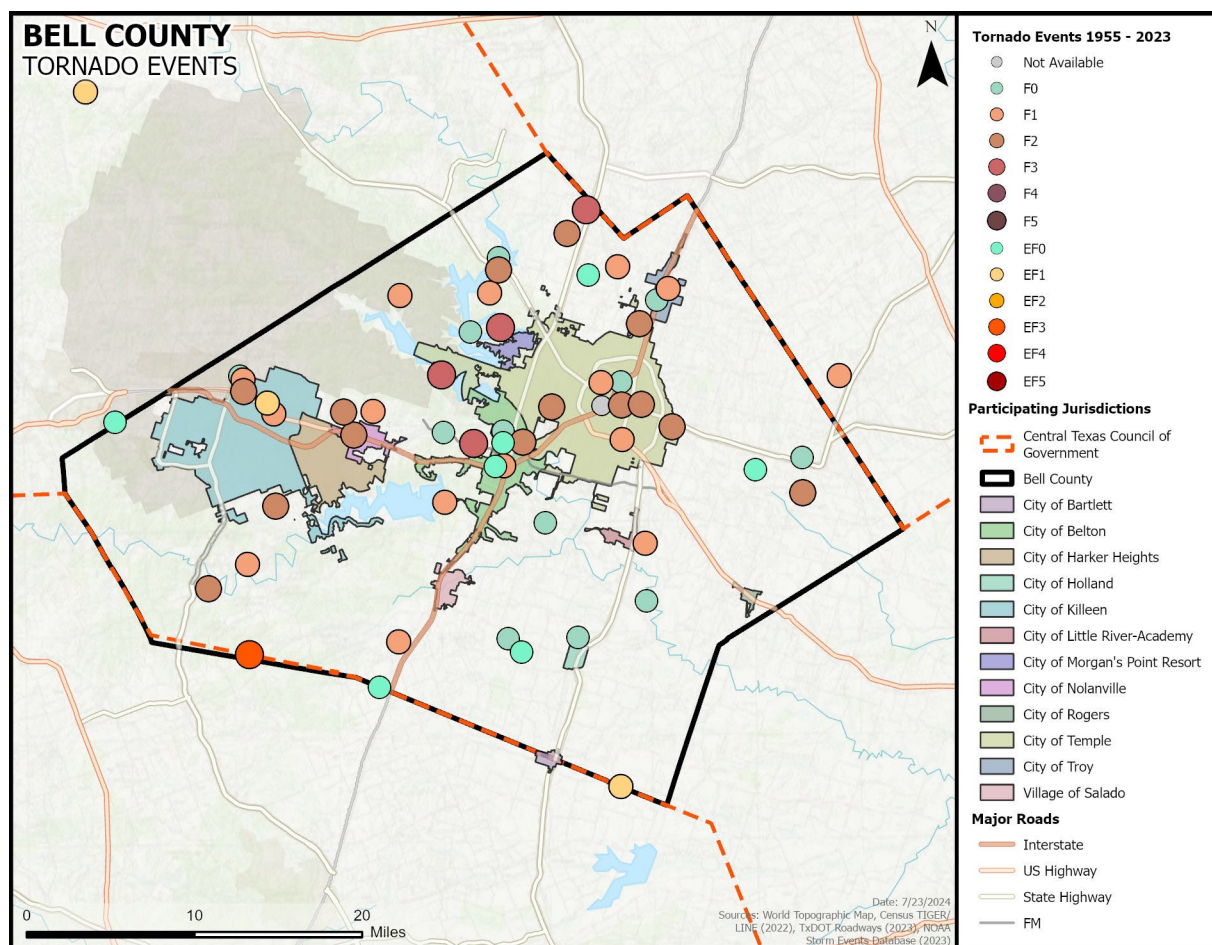 BELL COUNTY
TORNADO EVENTS
N
Tornado Events 1955 - 2023
Not Available
F0
F1
F2
F3
F4
F5
EF0
EF1
EF2
EF3
EF4
EF5
Participating Jurisdictions
Central Texas Council of
Government
Bell County
City of Bartlett
City of Belton
City of Harker Heights
City of Holland
City of Killeen
City of Little River-Academy
City of Morgan's Point Resort
City of Nolanville
City of Rogers
City of Temple
City of Troy
Village of Salado
Major Roads
Interstate
US Highway
State Highway
FM
0 10 20
Miles
Date: 7/23/2024
Sources: World Topographic Map, Census TIGER/
LINE (2022), TxDOT Roadways (2023), NOAA
Storm Events Database (2023)